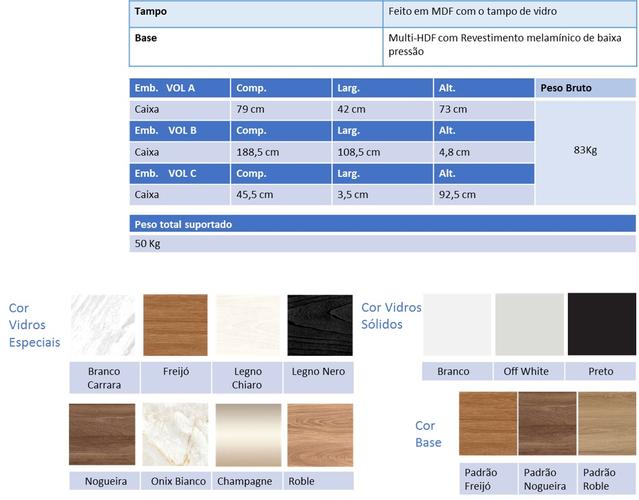 Tampo Feito em MDF com o tampo de vidro
Base Multi-HDF com Revestimento melamínico de baixa
pressão
Emb. VOL A Comp. Larg. Alt. Peso Bruto
Caixa 79 cm 42 cm 73 cm
Emb. VOL B Comp. Larg. Alt.
Caixa 188,5 cm 108,5 cm 4,8 cm 83Kg
Emb. VOL C Comp. Larg. Alt.
Caixa 45,5 cm 3,5 cm 92,5 cm
Peso total suportado
50 Kg
Cor
Vidros
Especiais
Branco
Carrara
Freijó
Legno
Chiaro
Legno Nero
Nogueira Onix Bianco Champagne Roble
Cor Vidros
Sólidos
Branco Off White Preto
Cor
Base
Padrão
Freijó
Padrão
Nogueira
Padrão
Roble